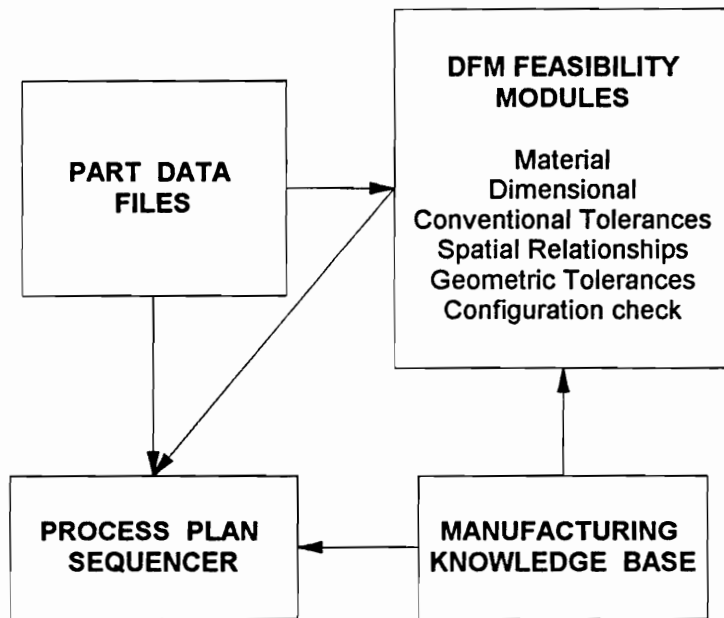 PART DATA
FILES
DFM FEASIBILITY
MODULES
Material
Dimensional
Conventional Tolerances
Spatial Relationships
Geometric Tolerances
Configuration check
PROCESS PLAN
SEQUENCER
MANUFACTURING
KNOWLEDGE BASE